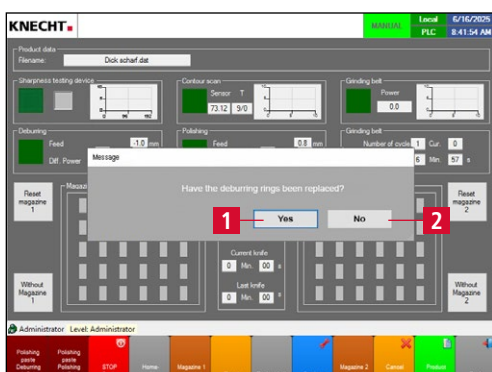 KNECHT
MANUAL
Local 6/16/2025
PLC 8:41:54 AM
Product data
Filename: Dick scharf.dat
Sharpness testing device
Contour scan
Sensor T
73.12 9/0
Grinding belt
Power
0.0
Deburring
Feed -1.0 mm
Diff. Power
Polishing
Feed 0.8 mm
Grinding belt
Number of cycle 1 Cur. 0
6 Min. 57 s
Message
Have the deburring rings been replaced?
1 Yes No 2
Reset magazine 1
Reset magazine 2
Current knife
0 Min. 00 s
Last knife
0 Min. 00 s
Without Magazine 1
Without Magazine 2
Administrator Level: Administrator
Polishing paste Deburring
Polishing paste Polishing
STOP
Home
Magazine 1
Magazine 2
Cancel
Product